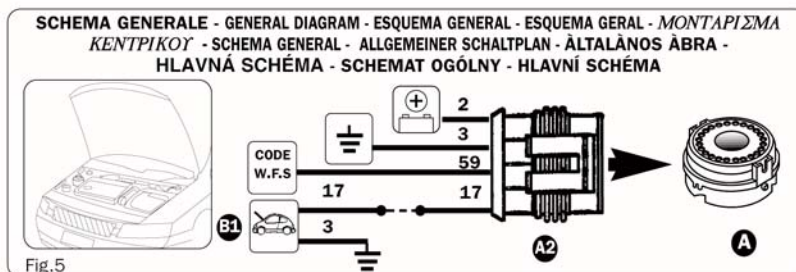 SCHEMA GENERALE - GENERAL DIAGRAM - ESQUEMA GENERAL - ESQUEMA GERAL - ΜΟΝΤΑΡΙΣΜΑ
ΚΕΝΤΡΙΚΟΥ - SCHEMA GENERAL - ALLGEMEINER SCHALTPLAN - ÀLTALÀNOS ÀBRA -
HLAVNÁ SCHÉMA - SCHEMAT OGÓLNY - HLAVNÍ SCHÉMA
2
3
CODE
W.F.S
59
17
17
B1
3
A2
A
Fig.5